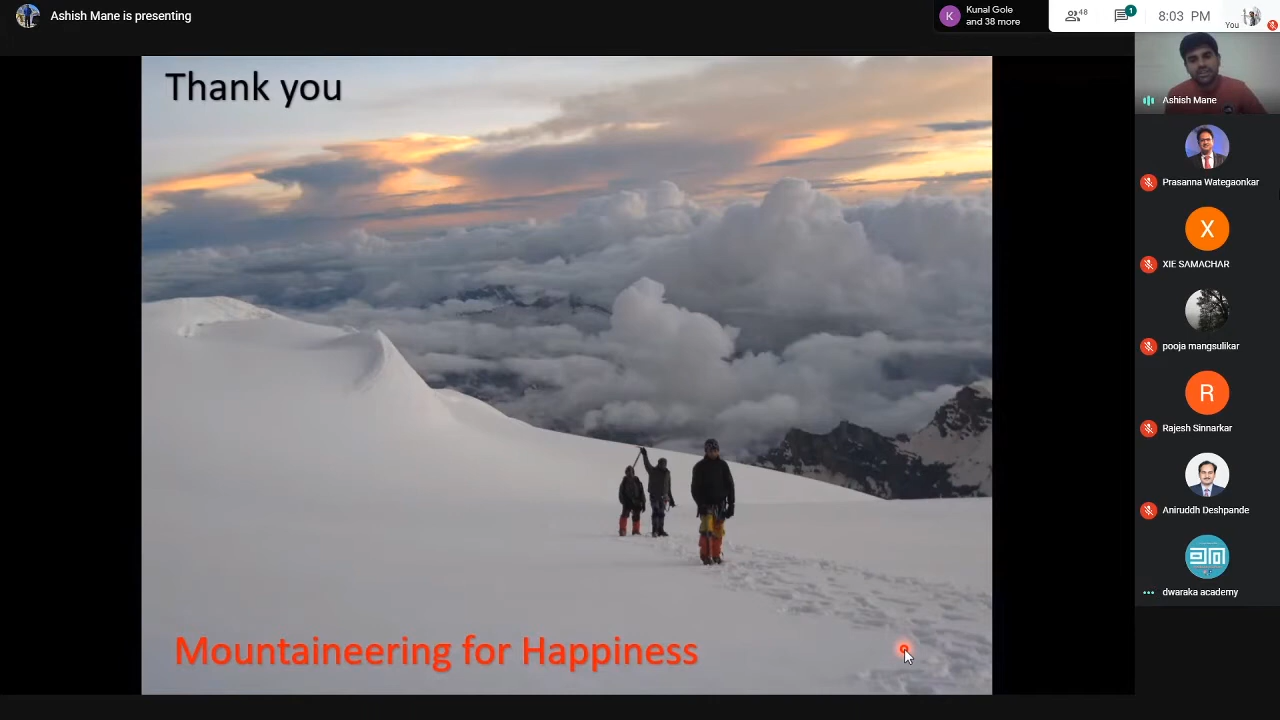 Ashish Mane is presenting
K
Kunal Gole
and 38 more
48
1
8:03 PM
You
Thank you
Mountaineering for Happiness
Ashish Mane
Prasanna Wategaonkar
X
XIE SAMACHAR
pooja mangsulikar
R
Rajesh Sinnarkar
Aniruddh Deshpande
dwaraka academy